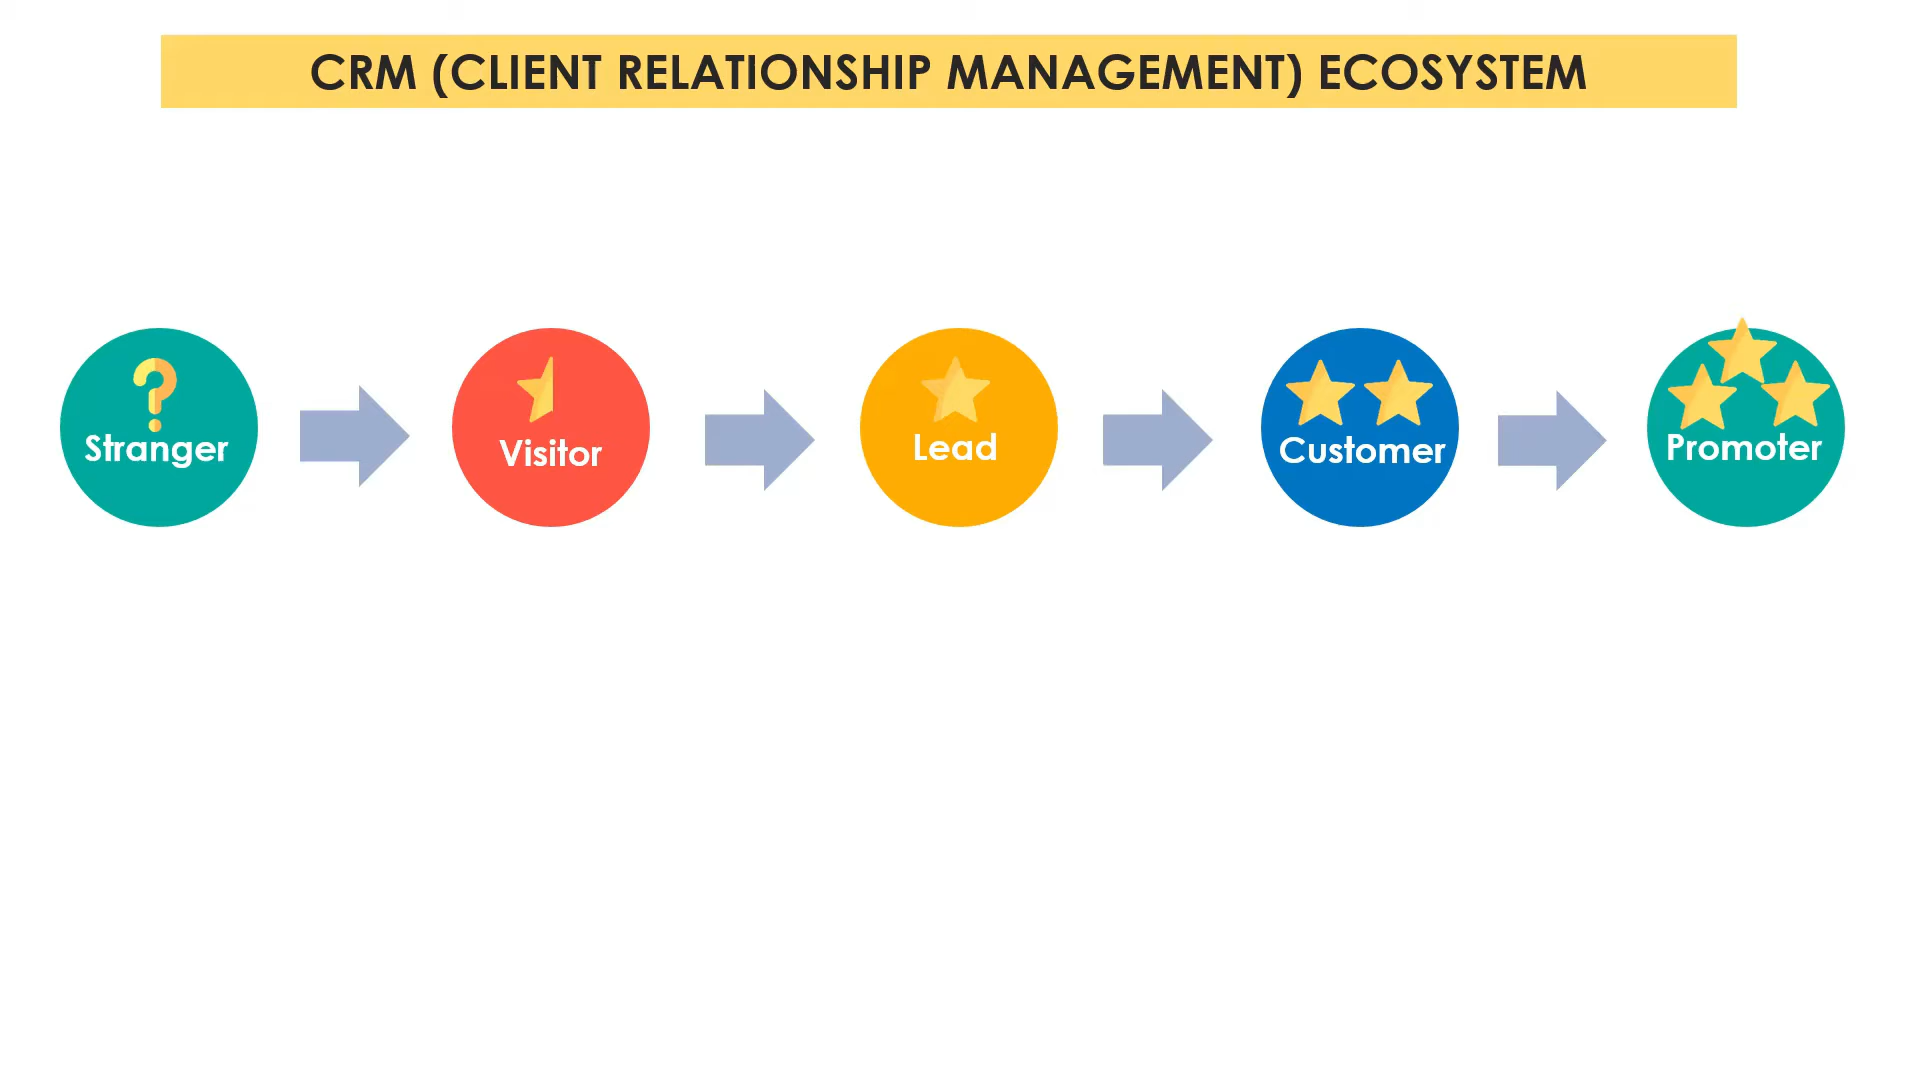 CRM (CLIENT RELATIONSHIP MANAGEMENT) ECOSYSTEM
Stranger
Visitor
Lead
Customer
Promoter